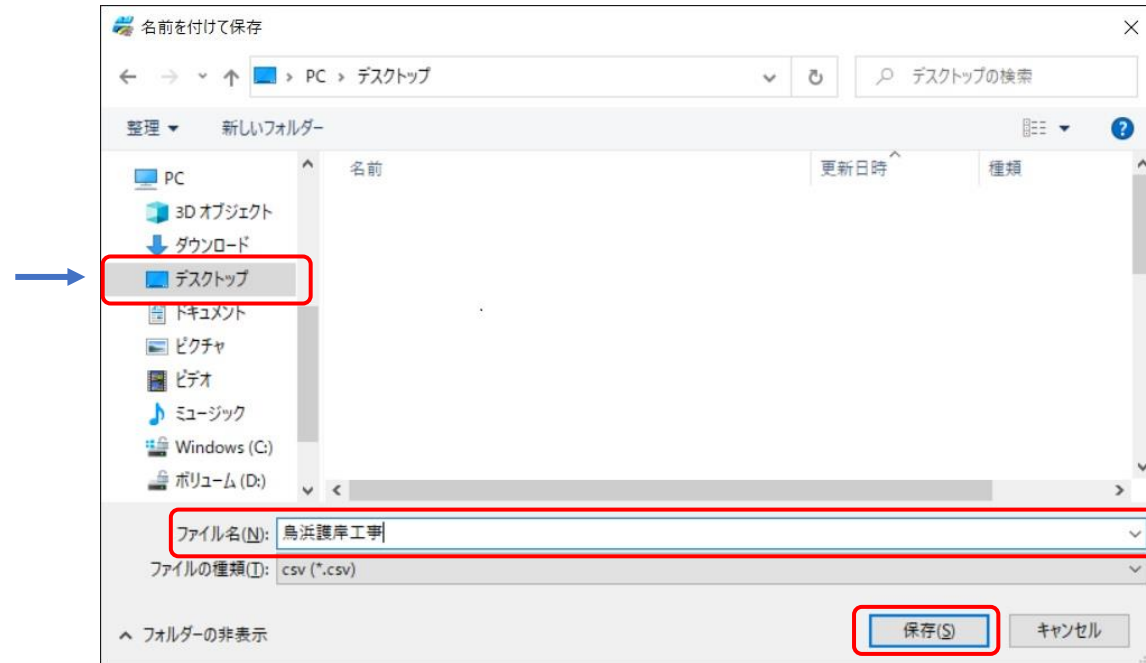 名前を付けて保存
PC › デスクトップ
デスクトップの検索
整理 新しいフォルダー
名前 更新日時 種類
PC
3D オブジェクト
ダウンロード
デスクトップ
ドキュメント
ピクチャ
ビデオ
ミュージック
Windows (C:)
ボリューム (D:)
ファイル名(N): 鳥浜護岸工事
ファイルの種類(T): csv (*.csv)
フォルダーの非表示
保存(S) キャンセル